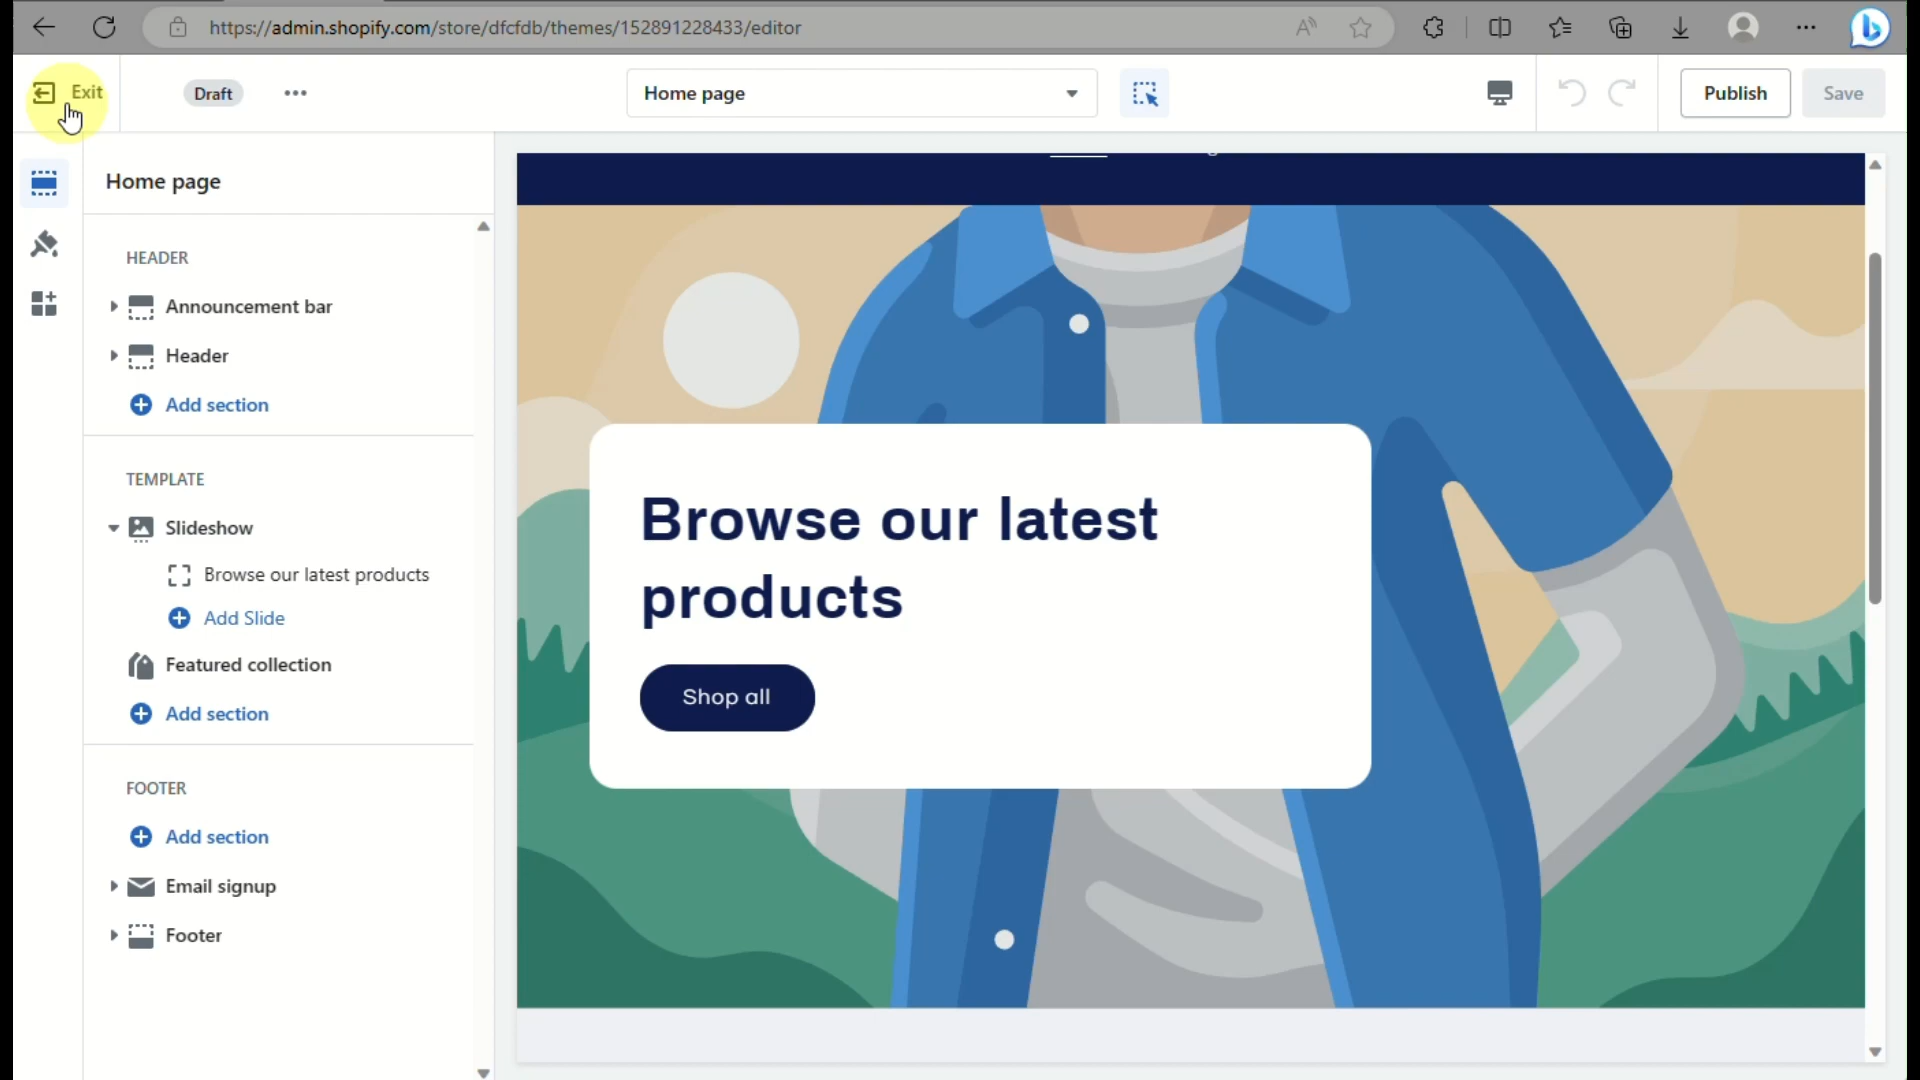 https://admin.shopify.com/store/dfcfdb/themes/152891228433/editor
Exit
Draft
Home page
Publish
Save
Home page
HEADER
Announcement bar
Header
Add section
TEMPLATE
Slideshow
Browse our latest products
Add Slide
Featured collection
Add section
FOOTER
Add section
Email signup
Footer
Browse our latest
products
Shop all